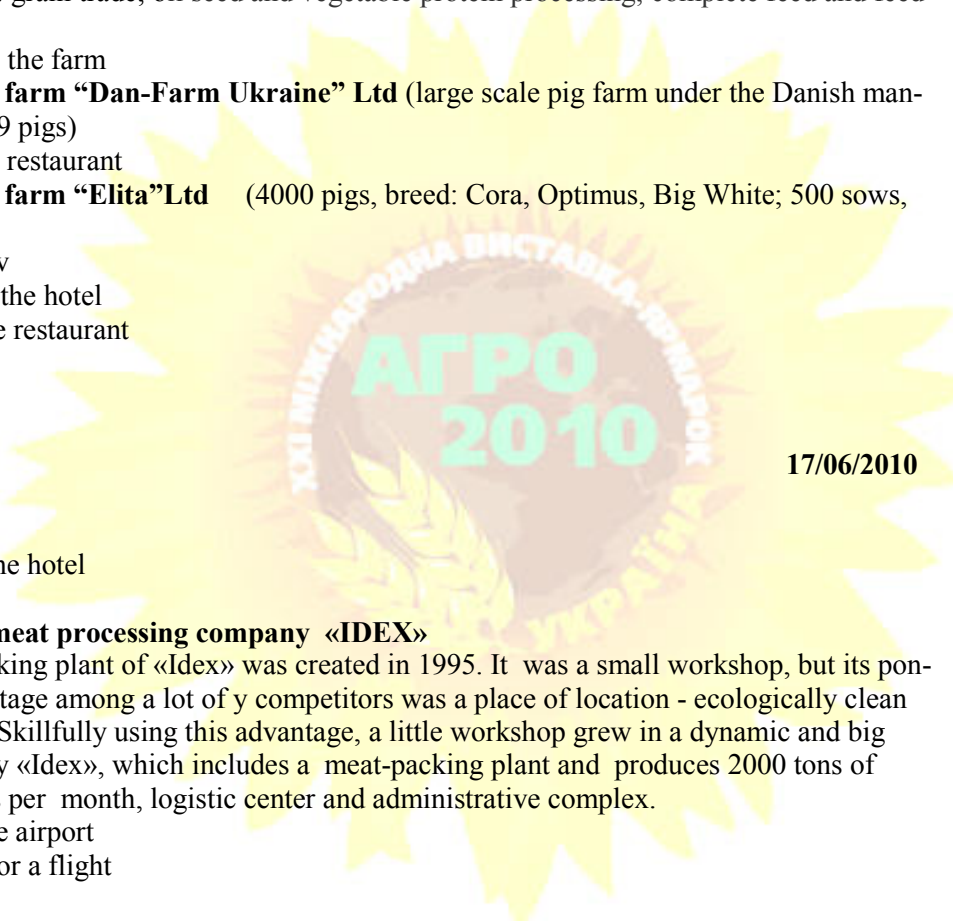 grain trade, oil seed and vegetable protein processing, complete feed and feed
the farm
farm “Dan-Farm Ukraine” Ltd (large scale pig farm under the Danish man-
9 pigs)
restaurant
farm “Elita”Ltd (4000 pigs, breed: Cora, Optimus, Big White; 500 sows,
the hotel
restaurant
XXI МІЖНАРОДНА ВИСТАВКА-ЯРМАРОК
АГРО
2010
УКРАЇНА
17/06/2010
hotel
meat processing company «IDEX»
plant of «Idex» was created in 1995. It was a small workshop, but its pon-
among a lot of y competitors was a place of location - ecologically clean
Skillfully using this advantage, a little workshop grew in a dynamic and big
«Idex», which includes a meat-packing plant and produces 2000 tons of
per month, logistic center and administrative complex.
airport
or a flight